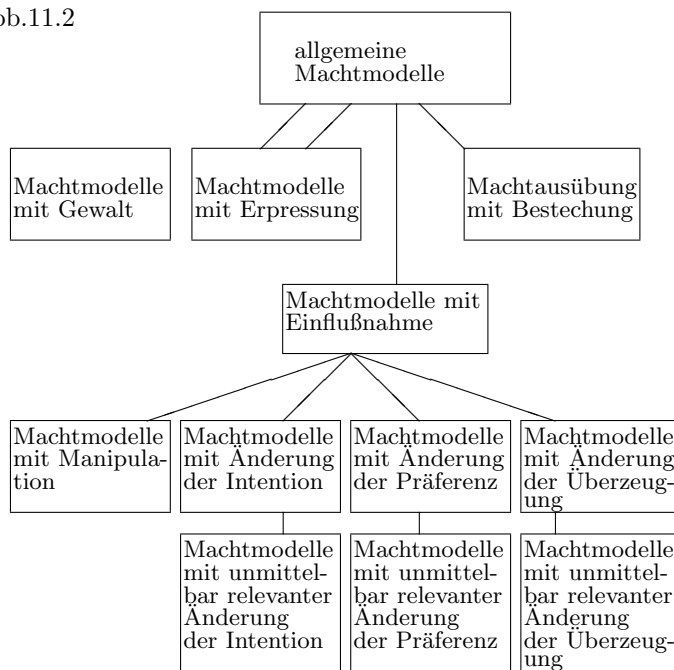 ob.11.2
allgemeine
Machtmodelle
Machtmodelle
mit Gewalt
Machtmodelle
mit Erpressung
Machtausübung
mit Bestechung
Machtmodelle mit
Einflußnahme
Machtmodelle
mit Manipula-
tion
Machtmodelle
mit Änderung
der Intention
Machtmodelle
mit Änderung
der Präferenz
Machtmodelle
mit Änderung
der Überzeug-
ung
Machtmodelle
mit unmittel-
bar relevanter
Änderung
der Intention
Machtmodelle
mit unmittel-
bar relevanter
Änderung
der Präferenz
Machtmodelle
mit unmittel-
bar relevanter
Änderung
der Überzeug-
ung